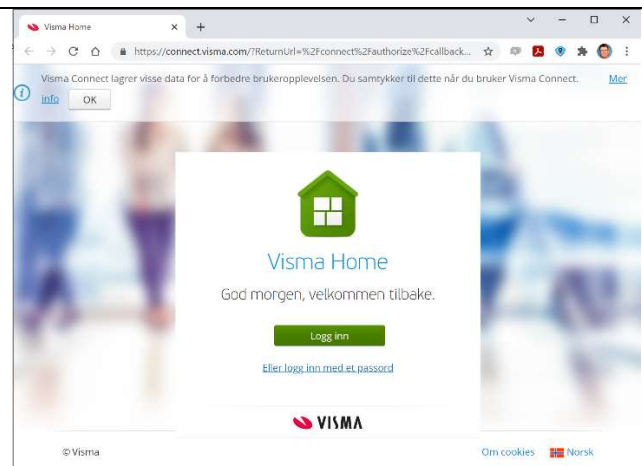 Visma Home
https://connect.visma.com/?ReturnUrl=%2Fconnect%2Fauthorize%2Fcallback...
Visma Connect lagrer visse data for å forbedre brukeropplevelsen. Du samtykker til dette når du bruker Visma Connect. Mer
info OK
Visma Home
God morgen, velkommen tilbake.
Logg inn
Eller logg inn med et passord
VISMA
© Visma Om cookies Norsk